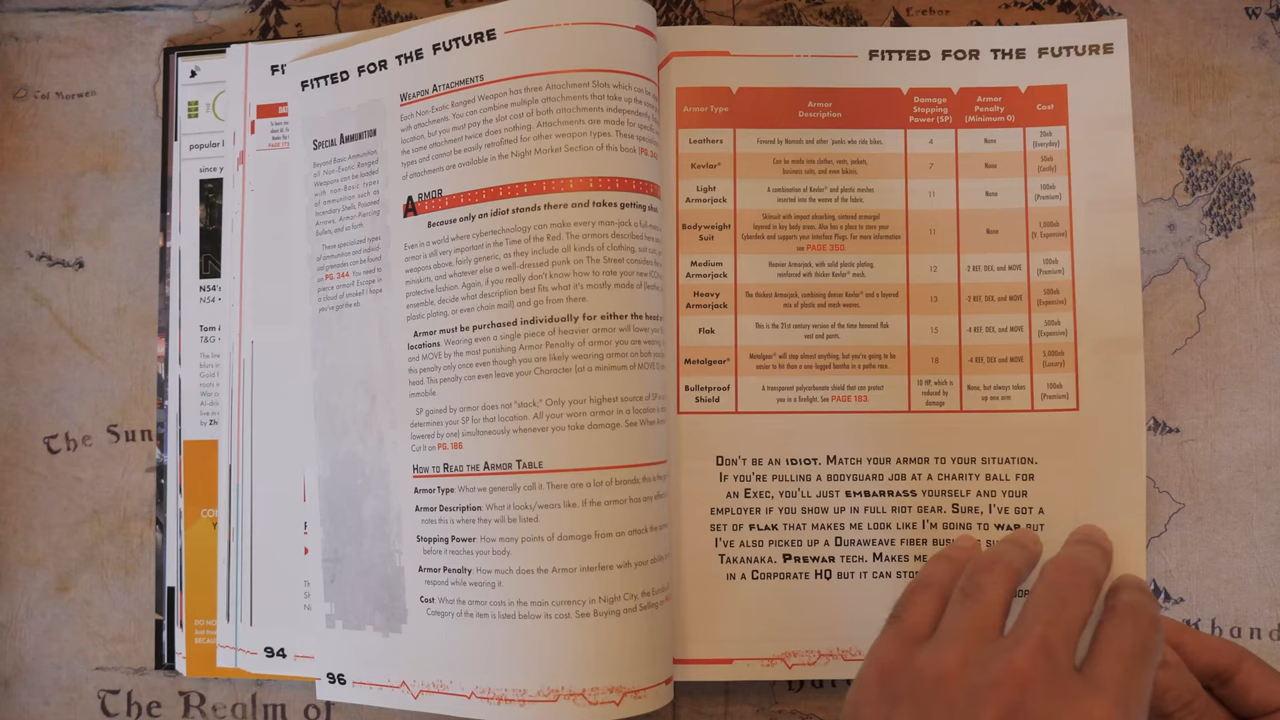 Lrebor
W
Col Morwen
The Sun
The Realm of
Khand
popular
since y
N54's
N54 •
Tom
T&G •
94
FITTED FOR THE FUTURE
SPECIAL AMMUNITION
Beyond Basic Ammunition,
all Non-Exotic Ranged
Weapons can be loaded
with non-Basic types
of ammunition such as
Incendiary Shells, Poisoned
Arrows, Armor-Piercing
Bullets, and so forth.
These specialized types
of ammunition and individ-
ual grenades can be found
on PG. 344. You need to
pierce armor? Escape in
a cloud of smoke? I hope
you've got the eb.
WEAPON ATTACHMENTS
Each Non-Exotic Ranged Weapon has three Attachment Slots which can be
with attachments. You can combine multiple attachments that take up the same
location, but you must pay the slot cost of both attachments independently.
the same attachment twice does nothing. Attachments are made for specific
types and cannot be easily retrofitted for other weapon types. These special
of attachments are available in the Night Market Section of this book (PG. 34
ARMOR
Because only an idiot stands there and takes getting shot.
Even in a world where cybertechnology can make every man-jack a full-metal
armor is still very important in the Time of the Red. The armors described here
weapons above, fairly generic, as they include all kinds of clothing, suit
miniskirts, and whatever else a well-dressed punk on The Street considers
protective fashion. Again, if you really don't know how to rate your new
ensemble, decide what description best fits what it's mostly made of (leather
plastic plating, or even chain mail) and go from there.
Armor must be purchased individually for either the head
locations. Wearing even a single piece of heavier armor will lower
and MOVE by the most punishing Armor Penalty of armor you are wearing
this penalty only once even though you are likely wearing armor on both
head. This penalty can even leave your Character (at a minimum of MOVE
immobile.
SP gained by armor does not "stack;" Only your highest source of SP
determines your SP for that location. All your worn armor in a location is
lowered by one) simultaneously whenever you take damage. See When Armor
Cut It on PG. 186.
HOW TO READ THE ARMOR TABLE
Armor Type: What we generally call it. There are a lot of brands; this is the
Armor Description: What it looks/wears like. If the armor has any
notes this is where they will be listed.
Stopping Power: How many points of damage from an attack the
before it reaches your body.
Armor Penalty: How much does the Armor interfere with your ability
respond while wearing it.
Cost: What the armor costs in the main currency in Night City, the
Category of the item is listed below its cost. See Buying and Selling
96
FITTED FOR THE FUTURE
Armor Type Armor Description Damage Stopping Power (SP) Armor Penalty (Minimum 0) Cost
Leathers Favored by Nomads and other 'punks who ride bikes. 4 None 20eb (Everyday)
Kevlar® Can be made into clothes, vests, jackets, business suits, and even bikinis. 7 None 50eb (Costly)
Light Armorjack A combination of Kevlar® and plastic meshes inserted into the weave of the fabric. 11 None 100eb (Premium)
Bodyweight Suit Skinsuit with impact absorbing, sintered armorgel layered in key body areas. Also has a place to store your Cyberdeck and supports your Interface Plugs. For more information see PAGE 350. 11 None 1,000eb (V. Expensive)
Medium Armorjack Heavier Armorjack, with solid plastic plating, reinforced with thicker Kevlar® mesh. 12 -2 REF, DEX, and MOVE 100eb (Premium)
Heavy Armorjack The thickest Armorjack, combining denser Kevlar® and a layered mix of plastic and mesh weaves. 13 -2 REF, DEX, and MOVE 500eb (Expensive)
Flak This is the 21st century version of the time honored flak vest and pants. 15 -4 REF, DEX, and MOVE 500eb (Expensive)
Metalgear® Metalgear® will stop almost anything, but you're going to be easier to hit than a one-legged bantha in a pathe race. 18 -4 REF, DEX and MOVE 5,000eb (Luxury)
Bulletproof Shield A transparent polycarbonate shield that can protect you in a firelight. See PAGE 183. 10 HP, which is reduced by damage None, but always takes up one arm 100eb (Premium)
DON'T BE AN IDIOT. MATCH YOUR ARMOR TO YOUR SITUATION.
IF YOU'RE PULLING A BODYGUARD JOB AT A CHARITY BALL FOR
AN EXEC, YOU'LL JUST EMBARRASS YOURSELF AND YOUR
EMPLOYER IF YOU SHOW UP IN FULL RIOT GEAR. SURE, I'VE GOT A
SET OF FLAK THAT MAKES ME LOOK LIKE I'M GOING TO WAR BUT
I'VE ALSO PICKED UP A DURAWEAVE FIBER
TAKANAKA. PREWAR TECH. MAKES ME
IN A CORPORATE HQ BUT IT CAN